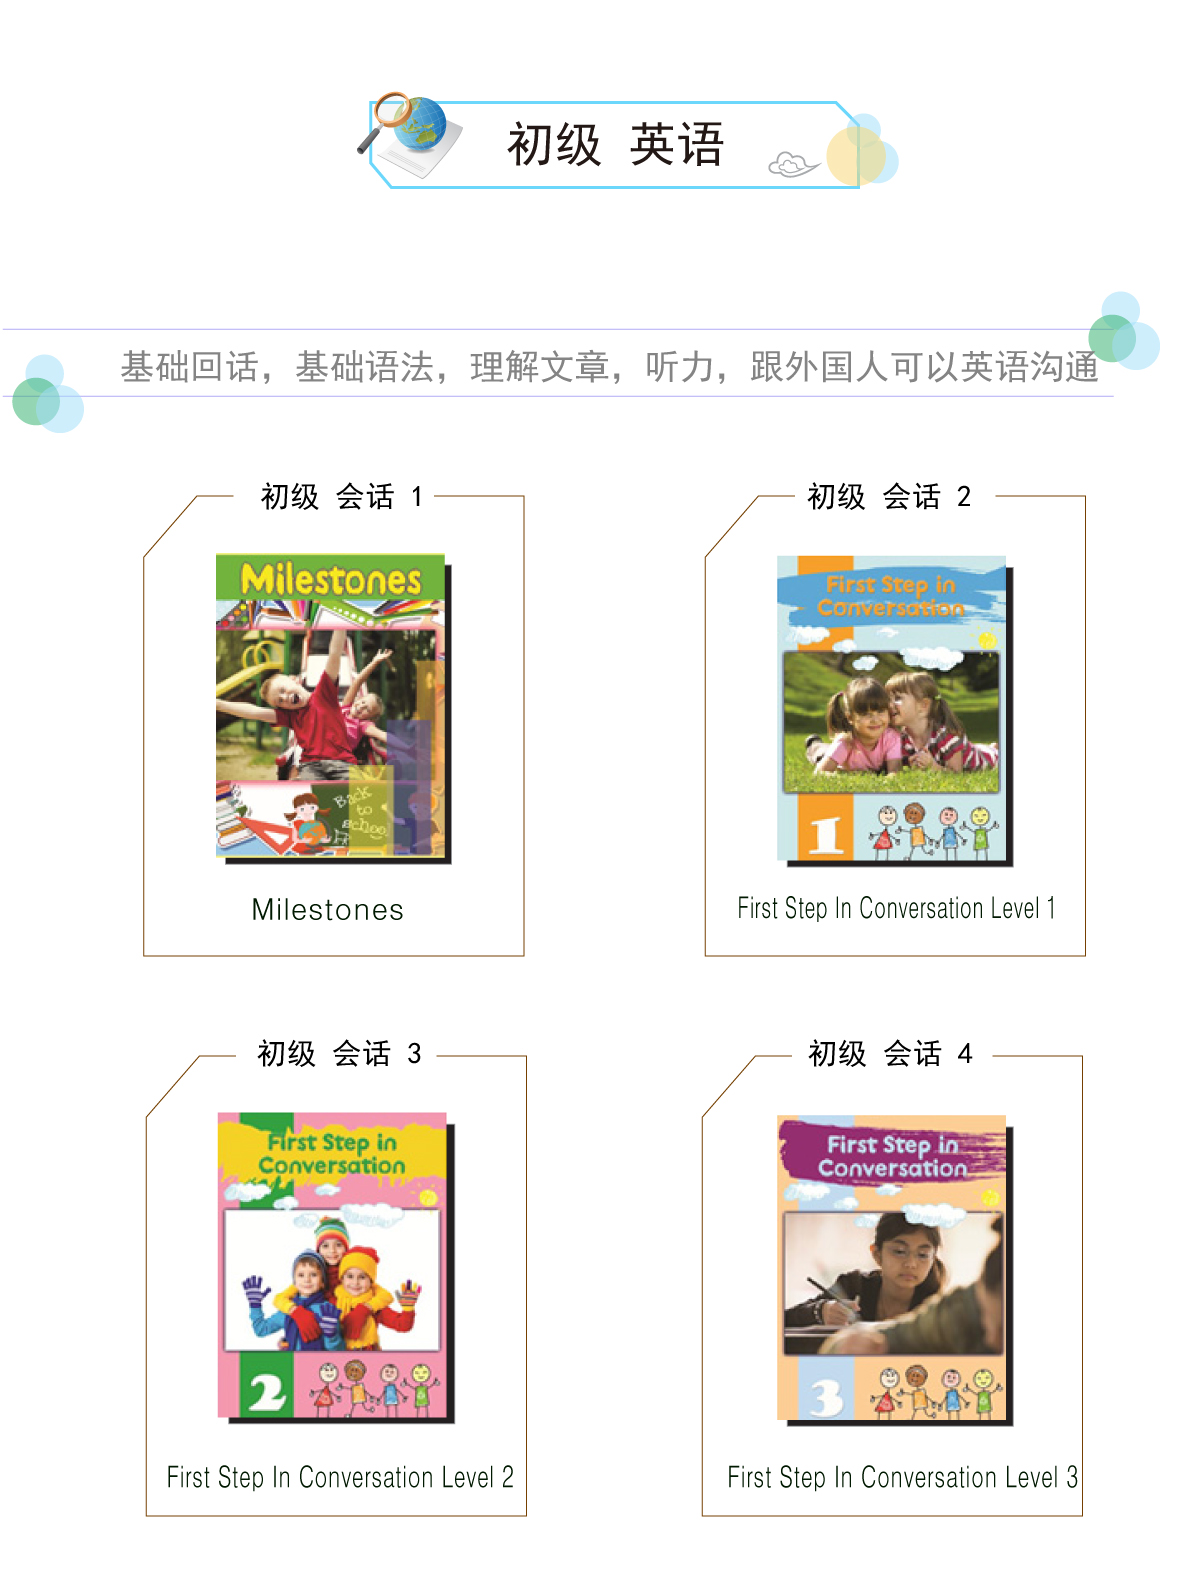 初级 英语
基础回话，基础语法，理解文章，听力，跟外国人可以英语沟通
初级 会话 1
Milestones
Back
to
school
Milestones
初级 会话 2
First Step in
Conversation
1
First Step In Conversation Level 1
初级 会话 3
First Step in
Conversation
2
First Step In Conversation Level 2
初级 会话 4
First Step in
Conversation
3
First Step In Conversation Level 3